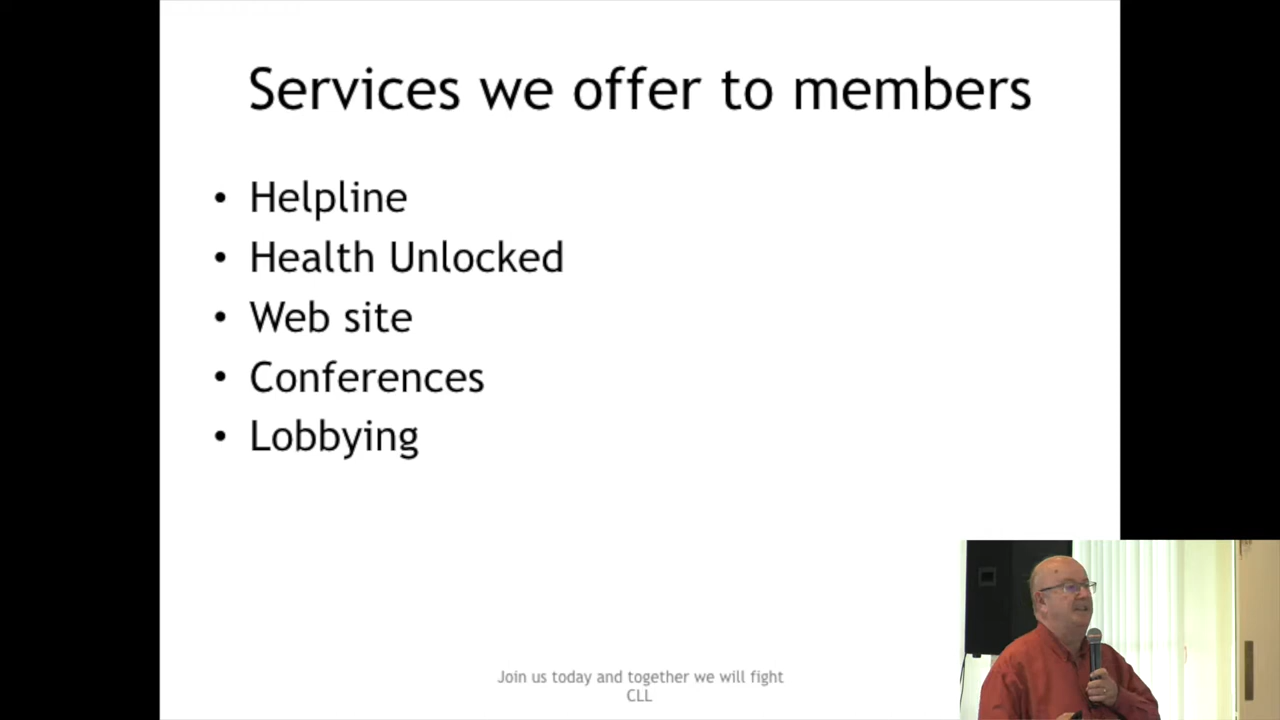 Services we offer to members
• Helpline
• Health Unlocked
• Web site
• Conferences
• Lobbying
Join us today and together we will fight
CLL